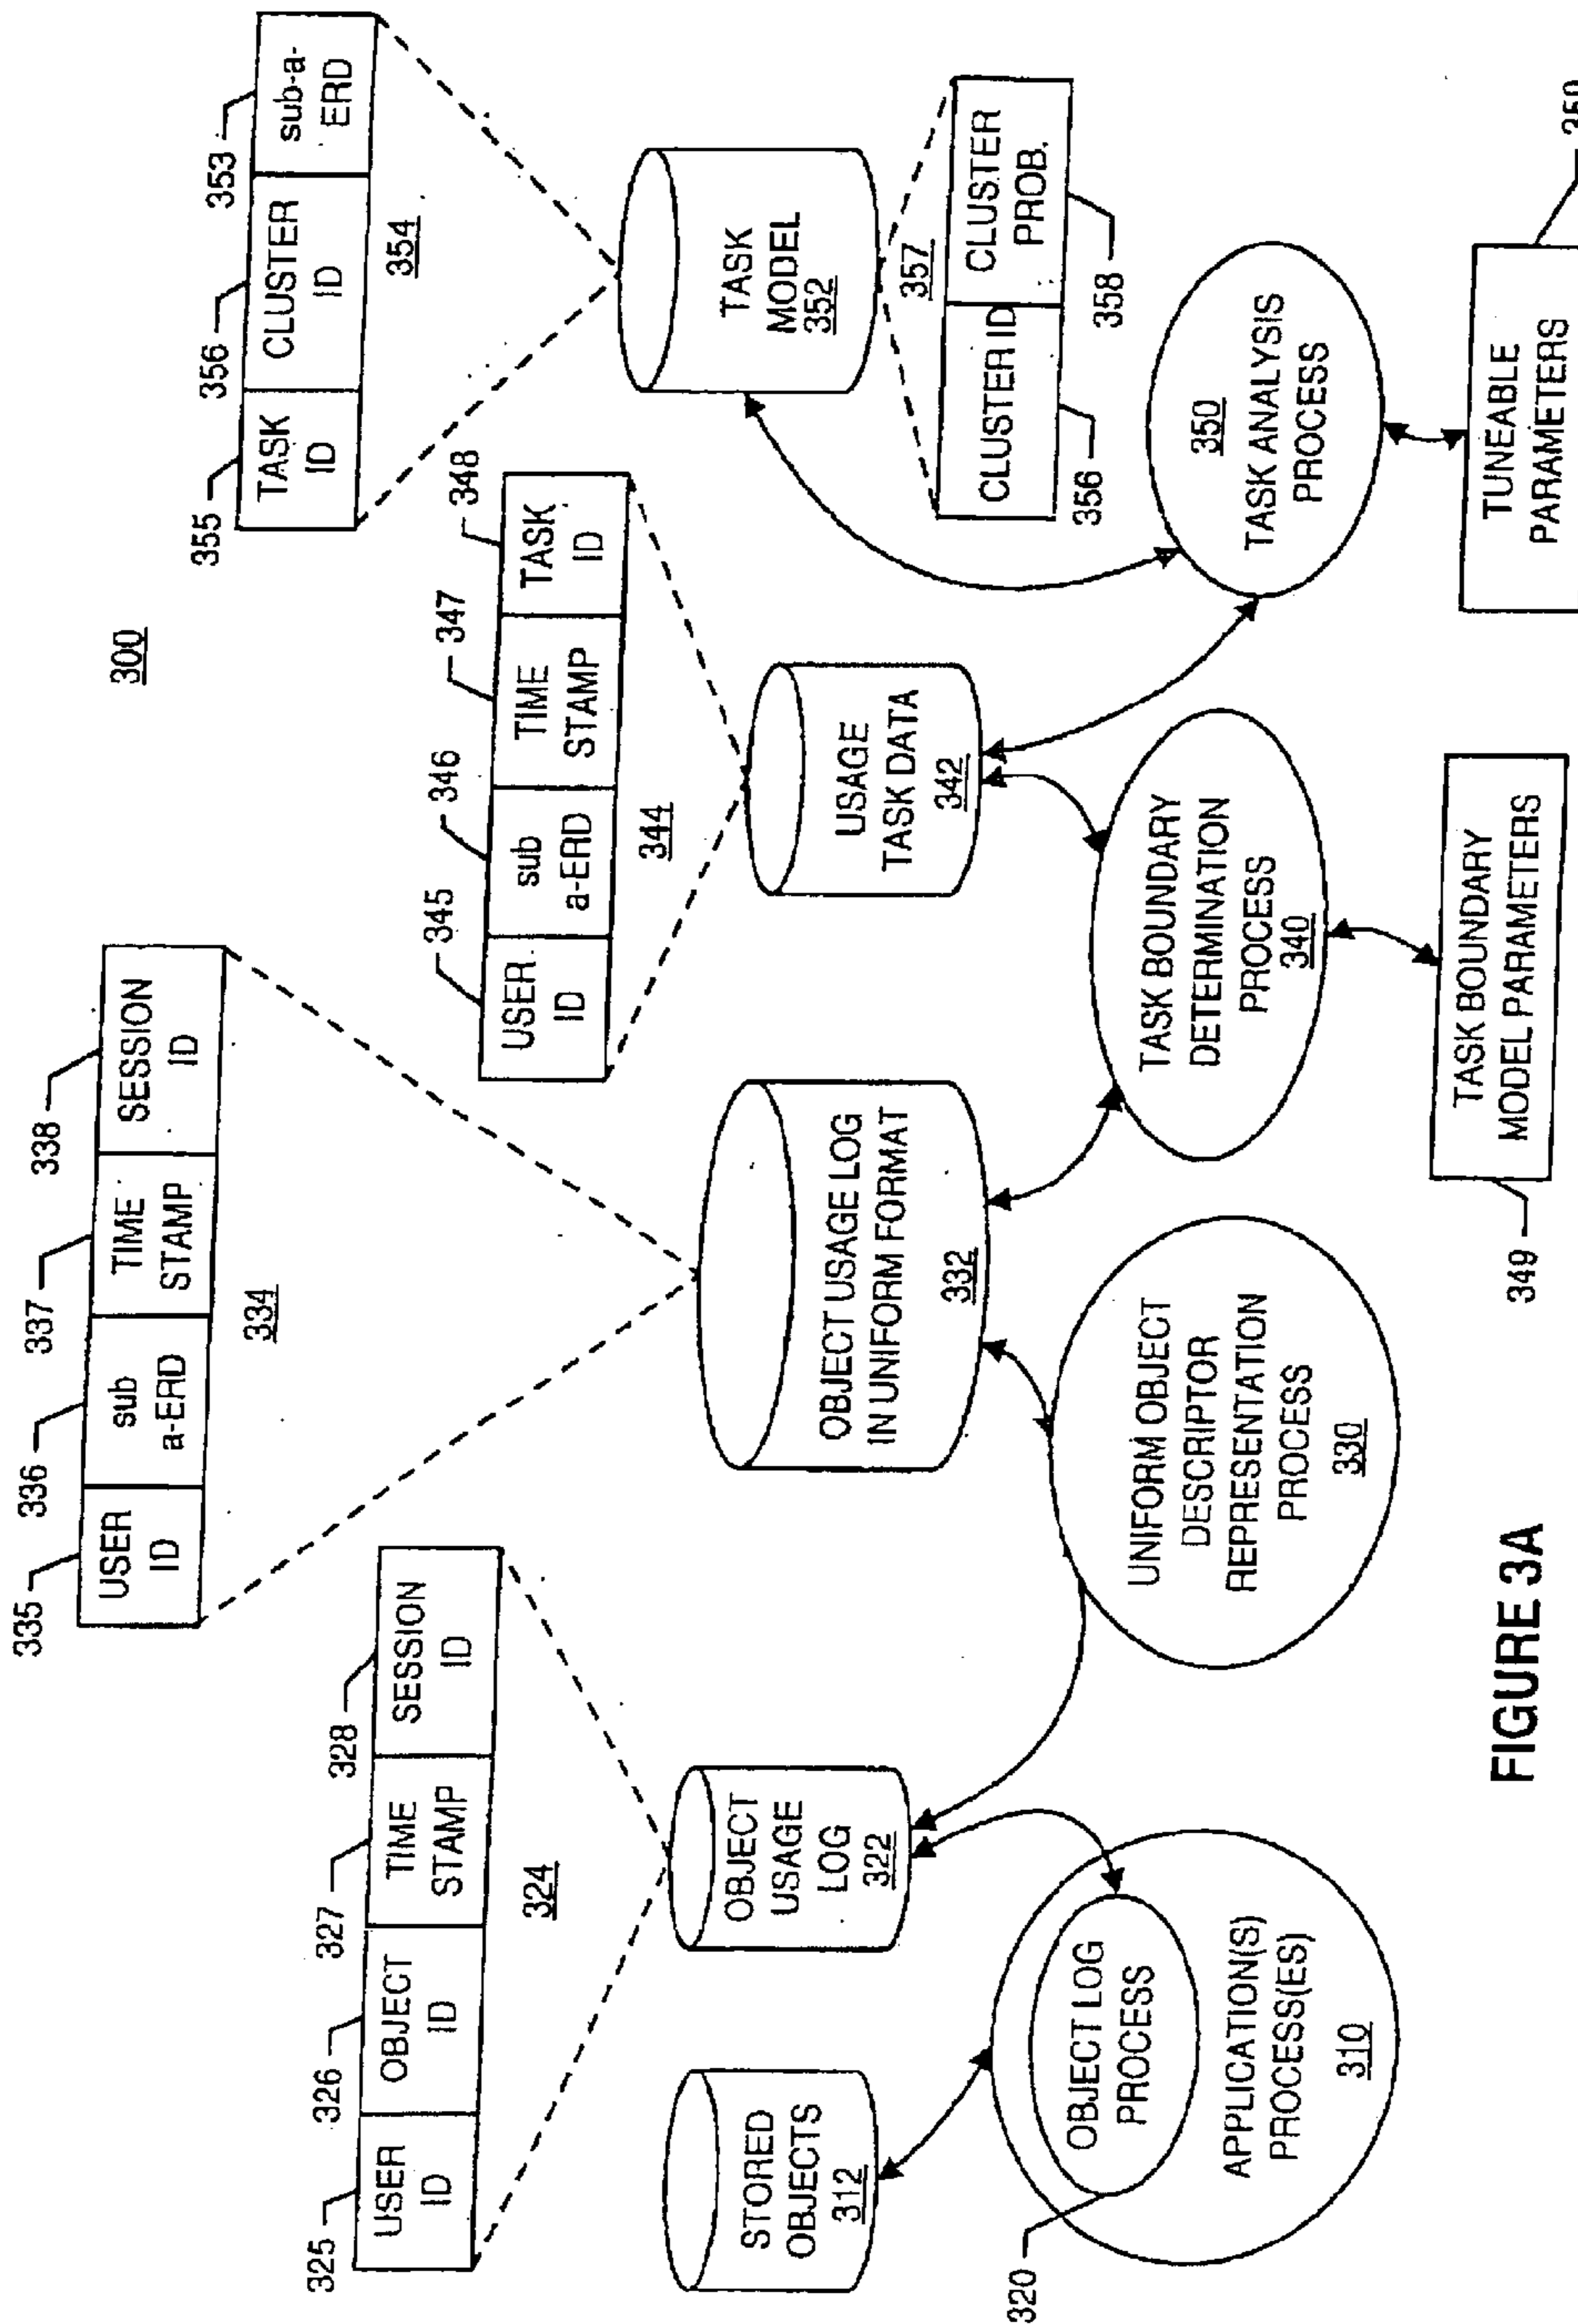 300
335
336
337
338
USER
ID
sub
a-ERD
TIME
STAMP
SESSION
ID
334
325
326
327
328
USER
ID
OBJECT
ID
TIME
STAMP
SESSION
ID
324
345
346
347
348
USER
ID
sub
a-ERD
TIME
STAMP
TASK
ID
344
355
356
353
TASK
ID
CLUSTER
ID
sub-a-
ERD
354
STORED
OBJECTS
312
OBJECT
USAGE
LOG
322
OBJECT USAGE LOG
IN UNIFORM FORMAT
332
USAGE
TASK DATA
342
TASK
MODEL
352
357
CLUSTER ID
CLUSTER
PROB.
356
358
320
OBJECT LOG
PROCESS
APPLICATION(S)
PROCESS(ES)
310
UNIFORM OBJECT
DESCRIPTOR
REPRESENTATION
PROCESS
330
TASK BOUNDARY
DETERMINATION
PROCESS
340
350
TASK ANALYSIS
PROCESS
349
TASK BOUNDARY
MODEL PARAMETERS
TUNEABLE
PARAMETERS
FIGURE 3A